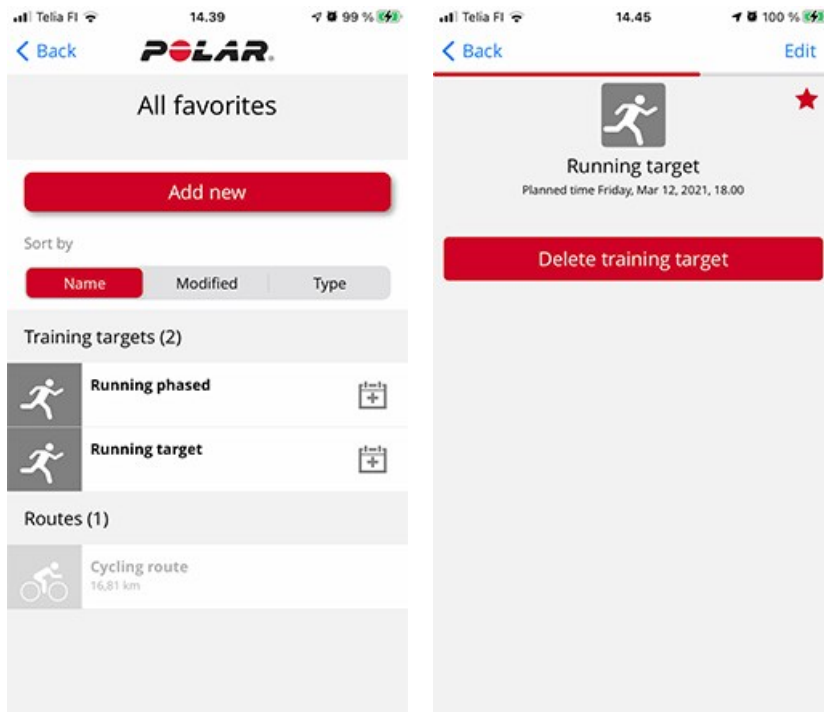 Telia FI 14.39 99 %
Back POLAR.
All favorites
Add new
Sort by
Name Modified Type
Training targets (2)
Running phased
Running target
Routes (1)
Cycling route
16,81 km
Telia FI 14.45 100 %
Back Edit
Running target
Planned time Friday, Mar 12, 2021, 18.00
Delete training target